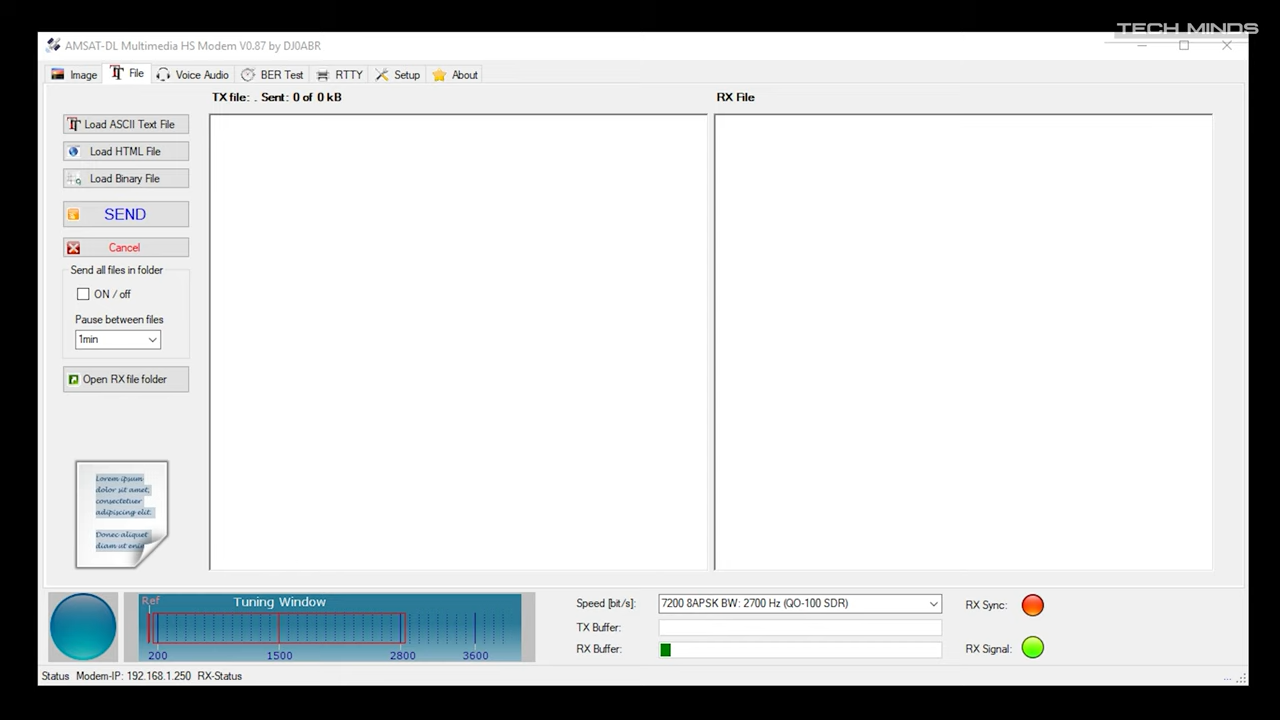 TECH MINDS
AMSAT-DL Multimedia HS Modem V0.87 by DJ0ABR
Image File Voice Audio BER Test RTTY Setup About
TX file: . Sent: 0 of 0 kB
RX File
Load ASCII Text File
Load HTML File
Load Binary File
SEND
Cancel
Send all files in folder
ON / off
Pause between files
1min
Open RX file folder
Lorem ipsum
dolor sit amet,
consectetuer
adipiscing elit.
Donec aliquet
diam ut enim
Ref Tuning Window
200 1500 2800 3600
Speed [bit/s]: 7200 8APSK BW: 2700 Hz (QO-100 SDR)
TX Buffer:
RX Buffer:
RX Sync:
RX Signal:
Status Modem-IP: 192.168.1.250 RX-Status